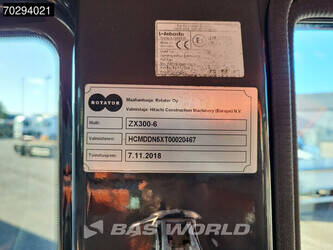 70294021
Webasto
ROTATOR
Maahantuoja: Rotator Oy
Valmistaja: Hitachi Construction Machinery (Europe) N.V
Malli: ZX300-6
Valmistenro: HCMDDN6XT00020467
Toimituspvm: 7.11.2018
BAS WORLD